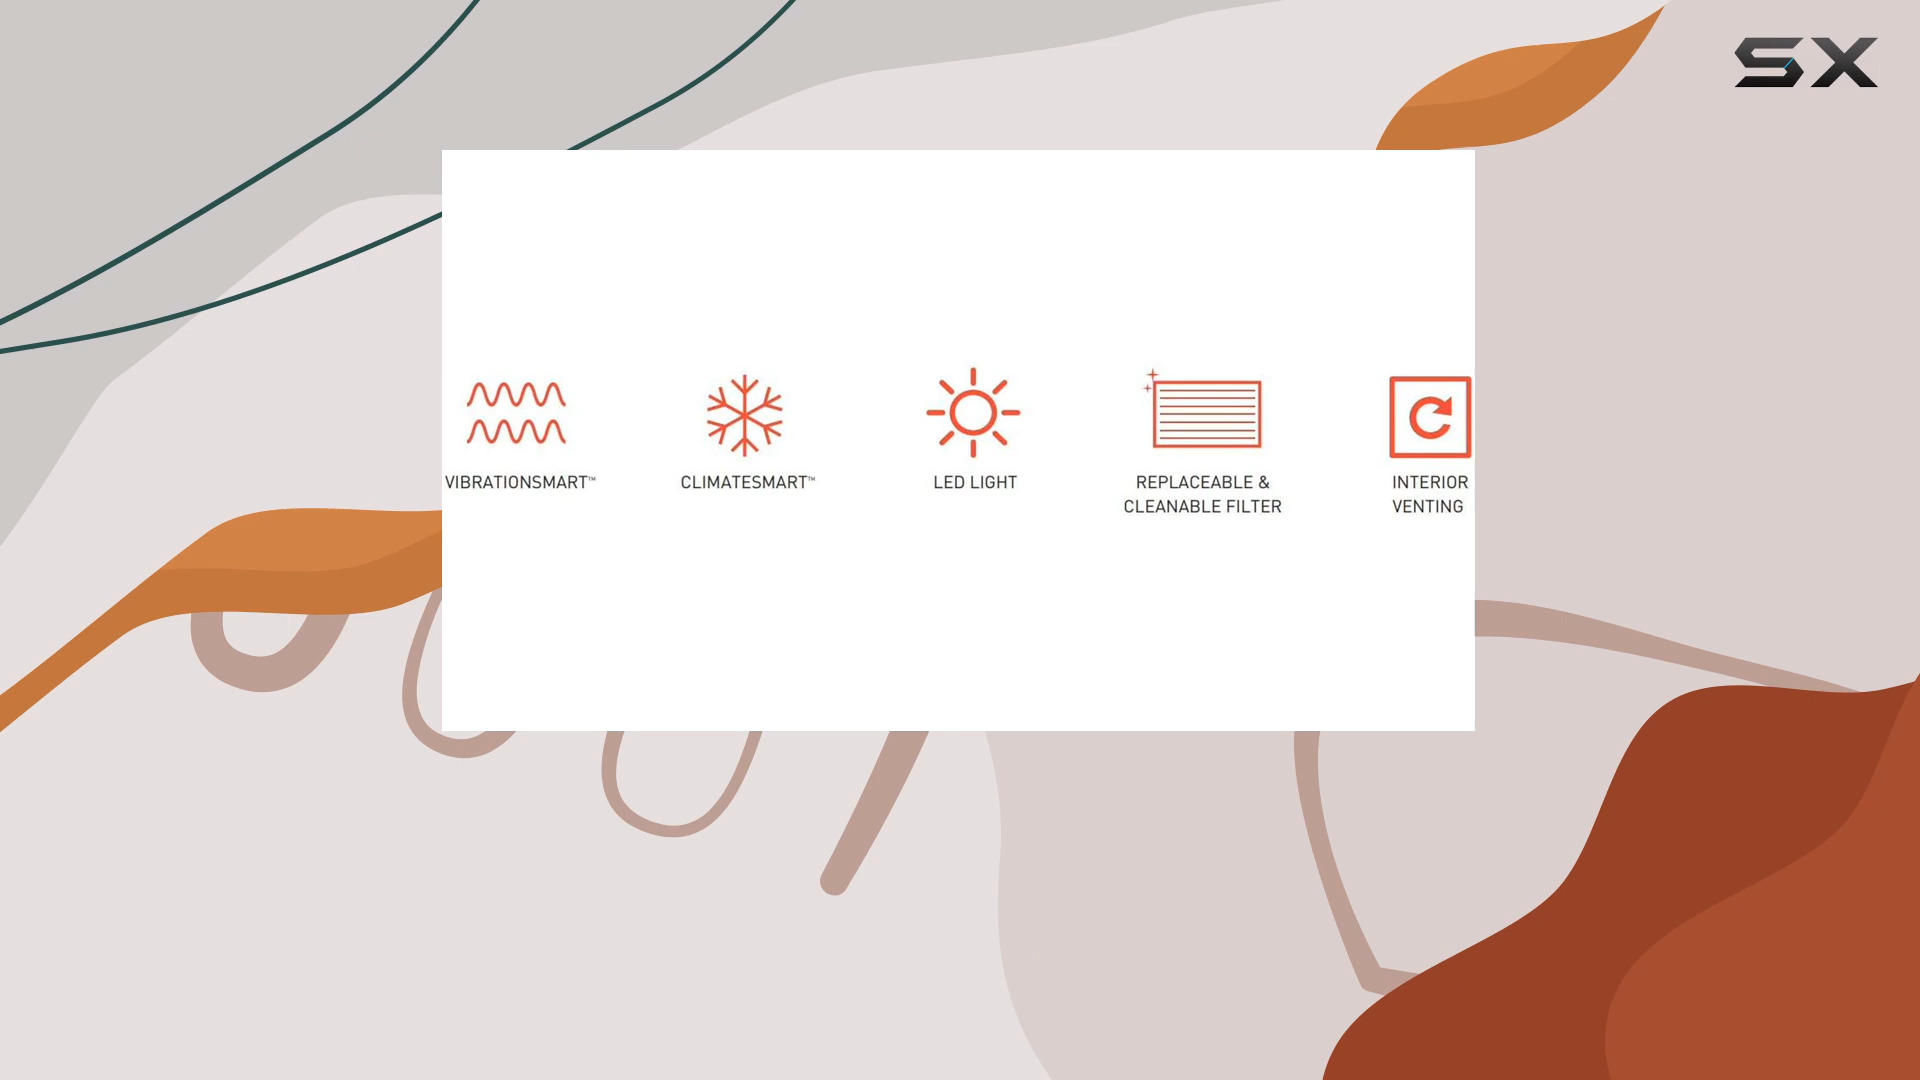 SX
VIBRATIONSMART™
CLIMATESMART™
LED LIGHT
REPLACEABLE &
CLEANABLE FILTER
INTERIOR
VENTING